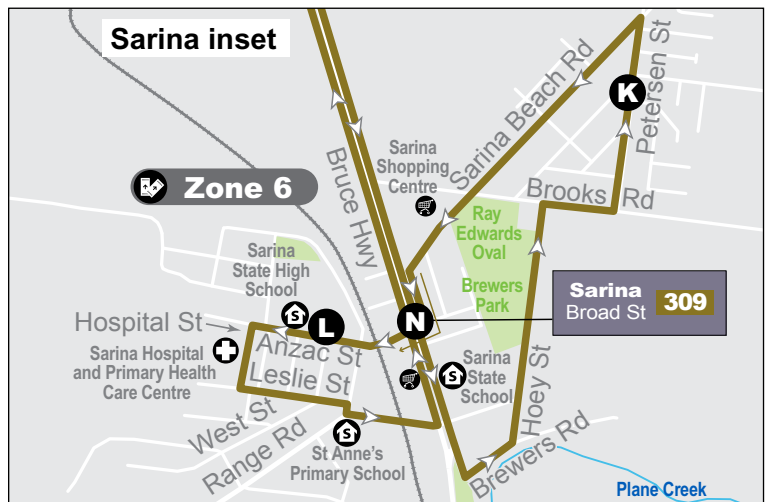 Sarina inset
Petersen St
K
Sarina Beach Rd
Sarina
Shopping
Centre
Bruce Hwy
Zone 6
Brooks Rd
Ray
Edwards
Oval
Brewers
Park
Sarina
State High
School
S
L
N
Sarina
Broad St
309
Hospital St
Anzac St
Sarina Hospital
and Primary Health
Care Centre
Leslie St
Sarina
State
School
S
Hoey St
West St
Range Rd
S
St Anne's
Primary School
Brewers Rd
Plane Creek